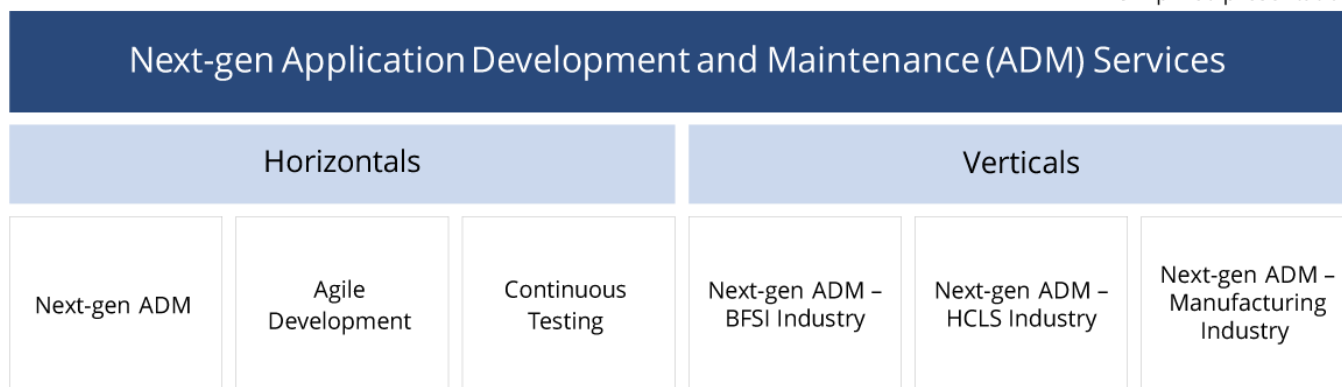 Next-gen Application Development and Maintenance (ADM) Services
Horizontals
Verticals
Next-gen ADM
Agile
Development
Continuous
Testing
Next-gen ADM –
BFSI Industry
Next-gen ADM –
HCLS Industry
Next-gen ADM –
Manufacturing
Industry